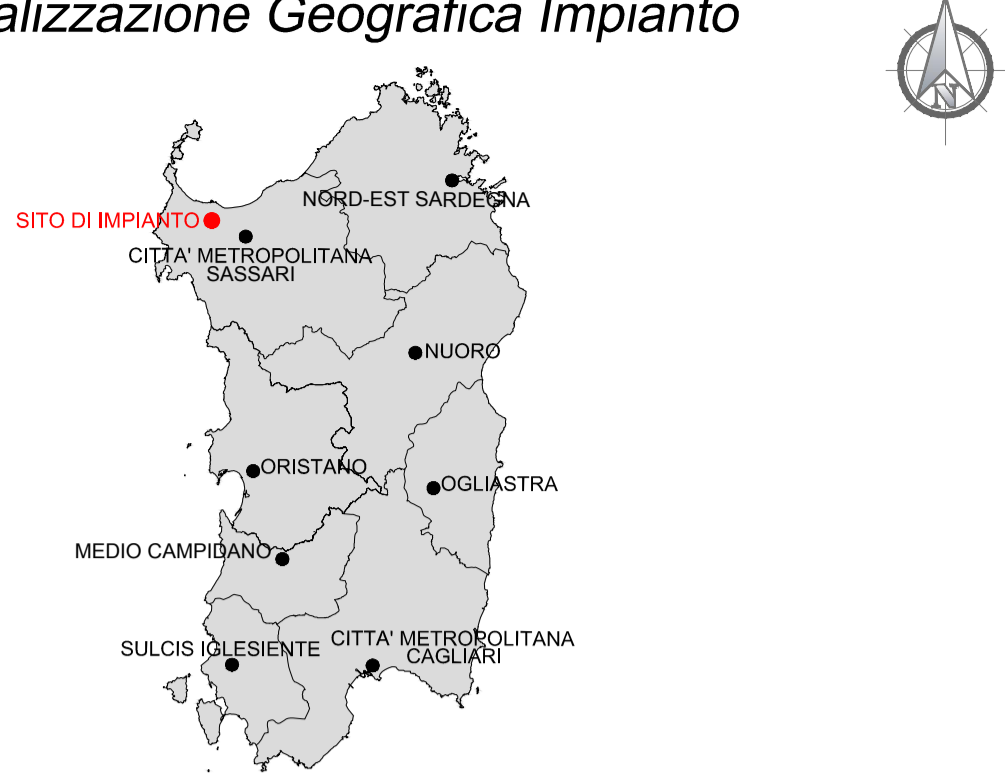 alizzazione Geografica Impianto
N
NORD-EST SARDEGNA
SITO DI IMPIANTO
CITTA' METROPOLITANA
SASSARI
NUORO
ORISTANO
OGLIASTRA
MEDIO CAMPIDANO
SULCIS IGLESIENTE
CITTA' METROPOLITANA
CAGLIARI